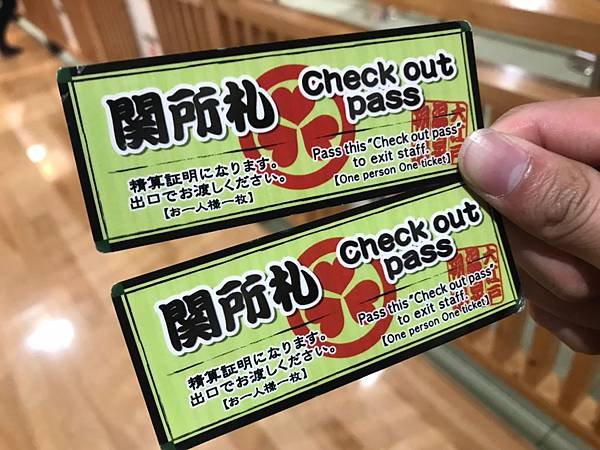 関所札
Check out
pass
精算証明になります。
出口でお渡しください。
【お一人様一枚】
Pass this "Check out pass"
to exit staff.
【One person One ticket】
関所札
Check out
pass
精算証明になります。
出口でお渡しください。
【お一人様一枚】
Pass this "Check out pass"
to exit staff.
【One person One ticket】